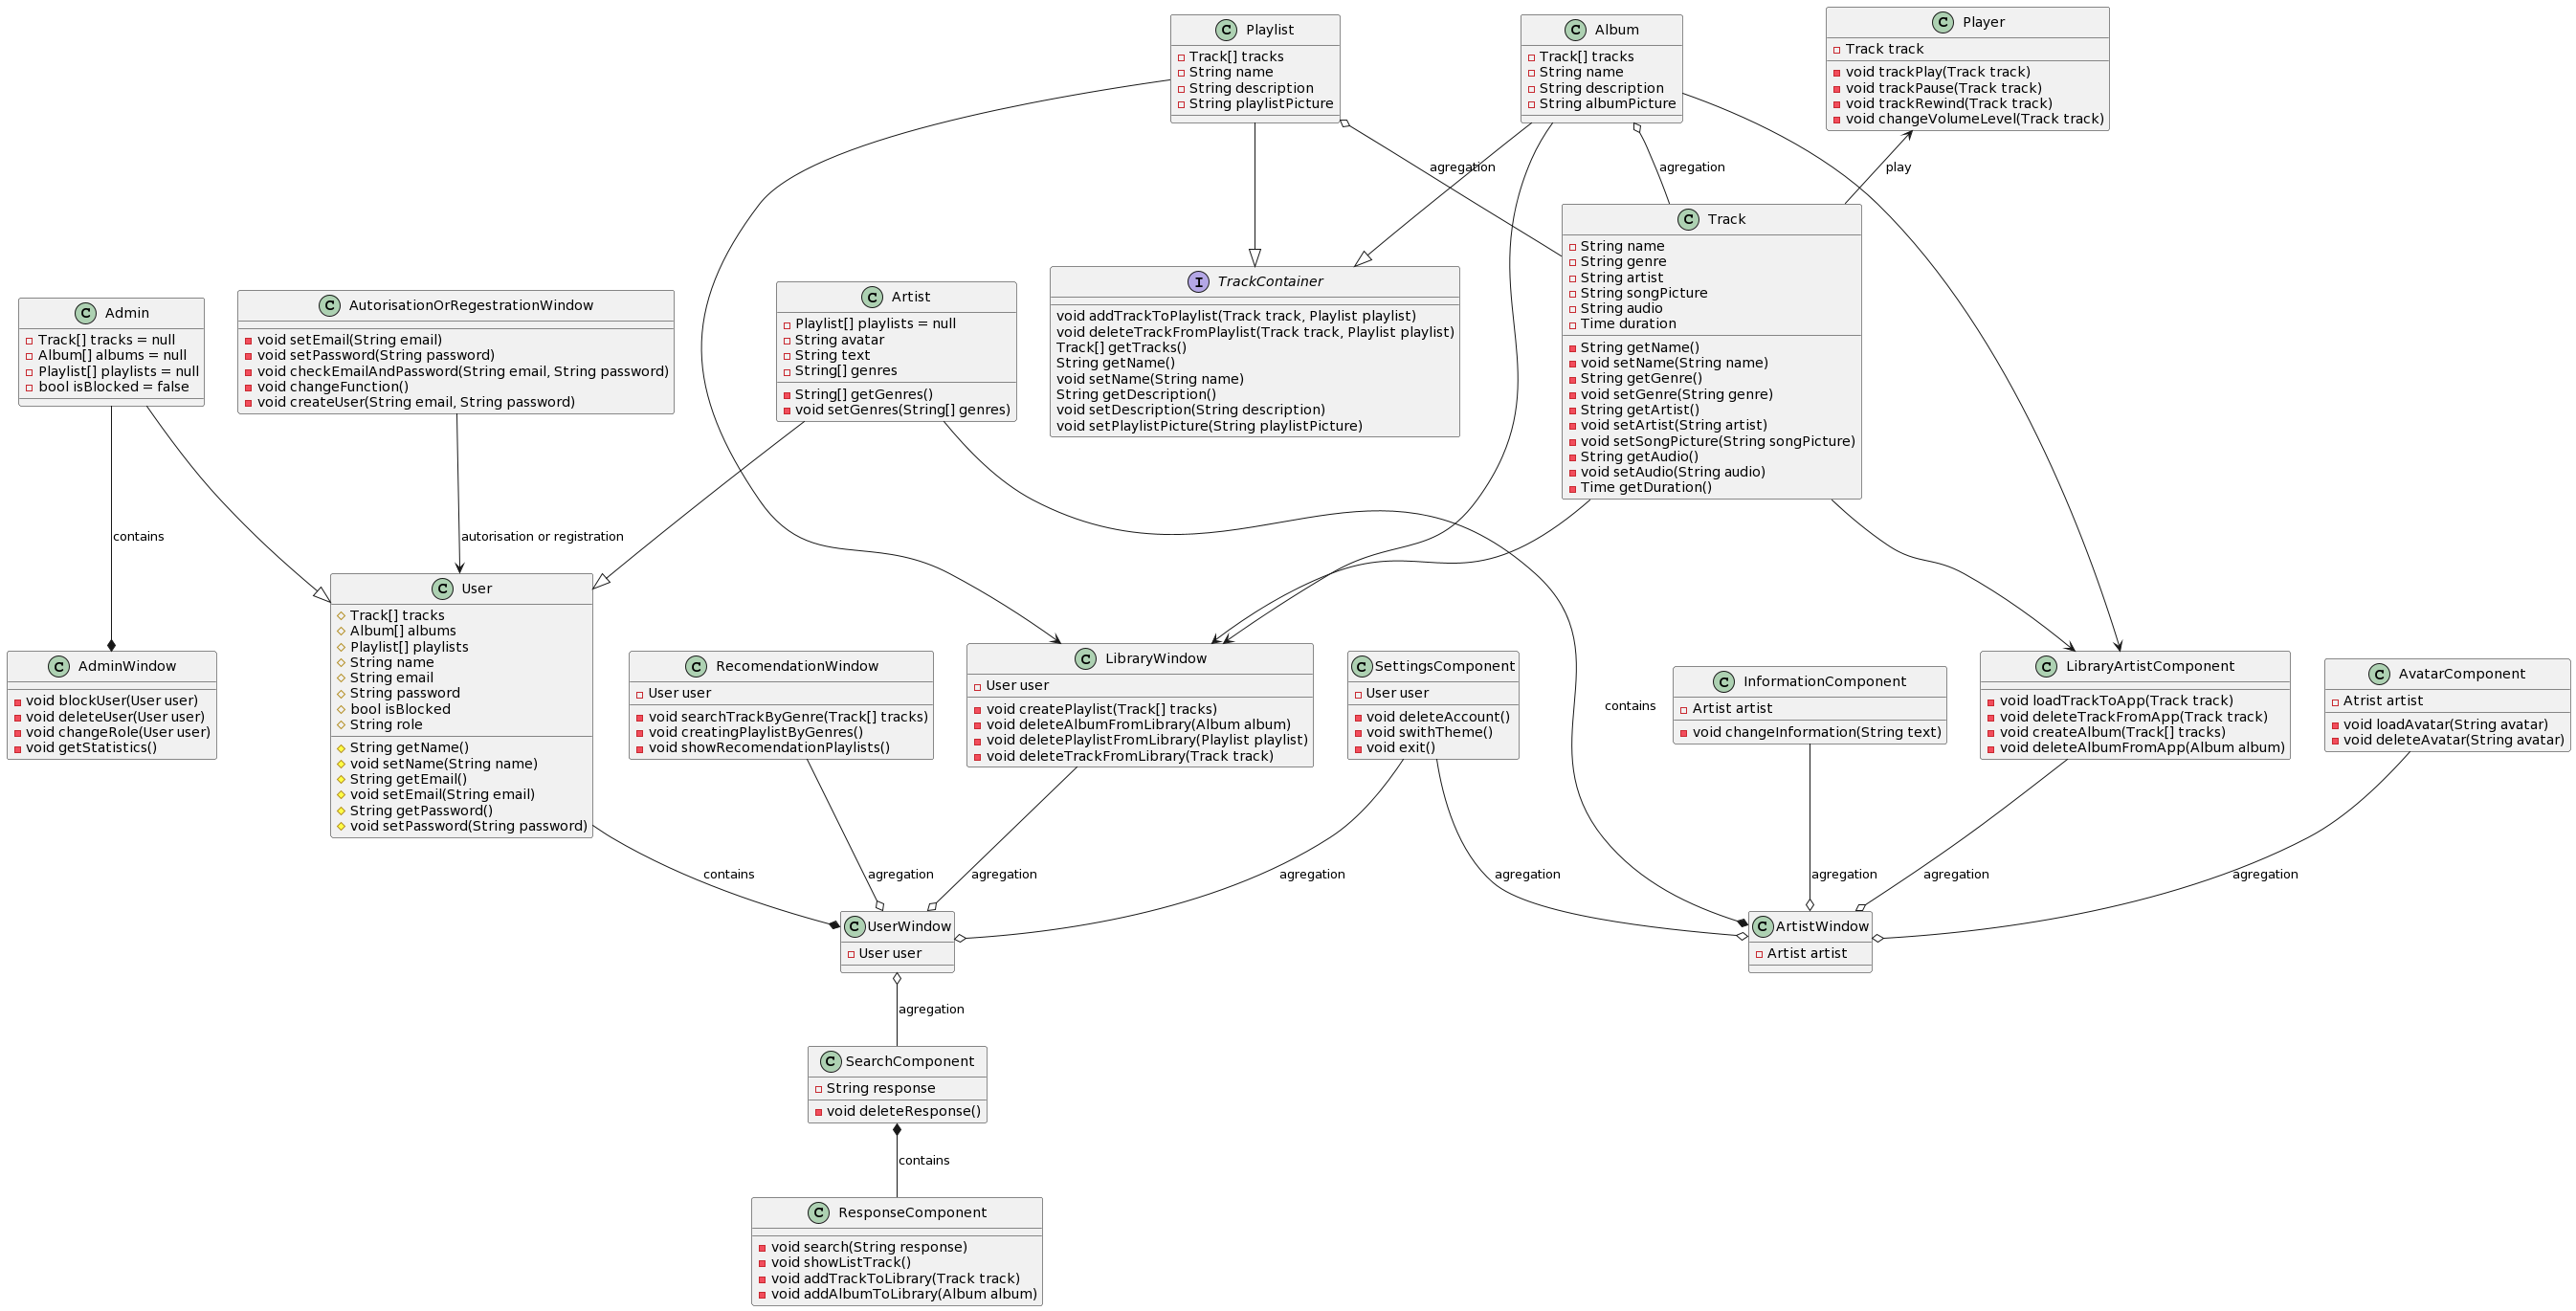 C Playlist
Track[] tracks
String name
String description
String playlistPicture
C Album
Track[] tracks
String name
String description
String albumPicture
C Player
Track track
void trackPlay(Track track)
void trackPause(Track track)
void trackRewind(Track track)
void changeVolumeLevel(Track track)
agregation
agregation
play
C Track
String name
String genre
String artist
String songPicture
String audio
Time duration
String getName()
void setName(String name)
String getGenre()
void setGenre(String genre)
String getArtist()
void setArtist(String artist)
void setSongPicture(String songPicture)
String getAudio()
void setAudio(String audio)
Time getDuration()
C Admin
Track[] tracks = null
Album[] albums = null
Playlist[] playlists = null
bool isBlocked = false
C AutorisationOrRegestrationWindow
void setEmail(String email)
void setPassword(String password)
void checkEmailAndPassword(String email, String password)
void changeFunction()
void createUser(String email, String password)
C Artist
Playlist[] playlists = null
String avatar
String text
String[] genres
String[] getGenres()
void setGenres(String[] genres)
I TrackContainer
void addTrackToPlaylist(Track track, Playlist playlist)
void deleteTrackFromPlaylist(Track track, Playlist playlist)
Track[] getTracks()
String getName()
void setName(String name)
String getDescription()
void setDescription(String description)
void setPlaylistPicture(String playlistPicture)
contains
autorisation or registration
C AdminWindow
void blockUser(User user)
void deleteUser(User user)
void changeRole(User user)
void getStatistics()
C User
Track[] tracks
Album[] albums
Playlist[] playlists
String name
String email
String password
bool isBlocked
String role
String getName()
void setName(String name)
String getEmail()
void setEmail(String email)
String getPassword()
void setPassword(String password)
C RecomendationWindow
User user
void searchTrackByGenre(Track[] tracks)
void creatingPlaylistByGenres()
void showRecomendationPlaylists()
C LibraryWindow
User user
void createPlaylist(Track[] tracks)
void deleteAlbumFromLibrary(Album album)
void deletePlaylistFromLibrary(Playlist playlist)
void deleteTrackFromLibrary(Track track)
C SettingsComponent
User user
void deleteAccount()
void swithTheme()
void exit()
contains
C InformationComponent
Artist artist
void changeInformation(String text)
C LibraryArtistComponent
void loadTrackToApp(Track track)
void deleteTrackFromApp(Track track)
void createAlbum(Track[] tracks)
void deleteAlbumFromApp(Album album)
C AvatarComponent
Atrist artist
void loadAvatar(String avatar)
void deleteAvatar(String avatar)
contains
agregation
agregation
agregation
agregation
agregation
agregation
agregation
C UserWindow
User user
C ArtistWindow
Artist artist
agregation
C SearchComponent
String response
void deleteResponse()
contains
C ResponseComponent
void search(String response)
void showListTrack()
void addTrackToLibrary(Track track)
void addAlbumToLibrary(Album album)